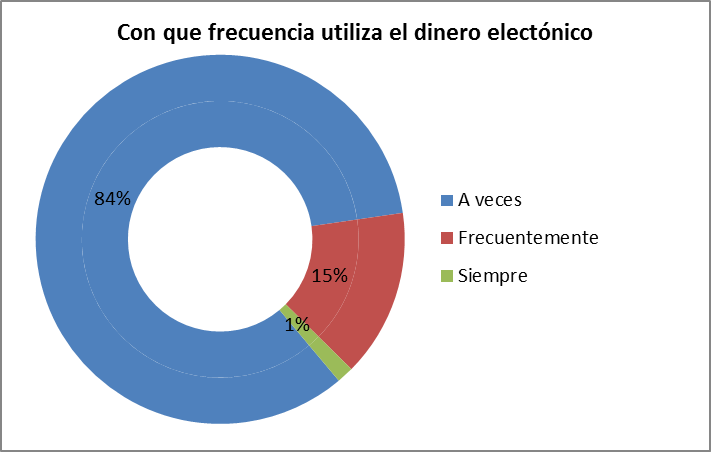 Con que frecuencia utiliza el dinero electónico
84%
15%
1%
A veces
Frecuentemente
Siempre